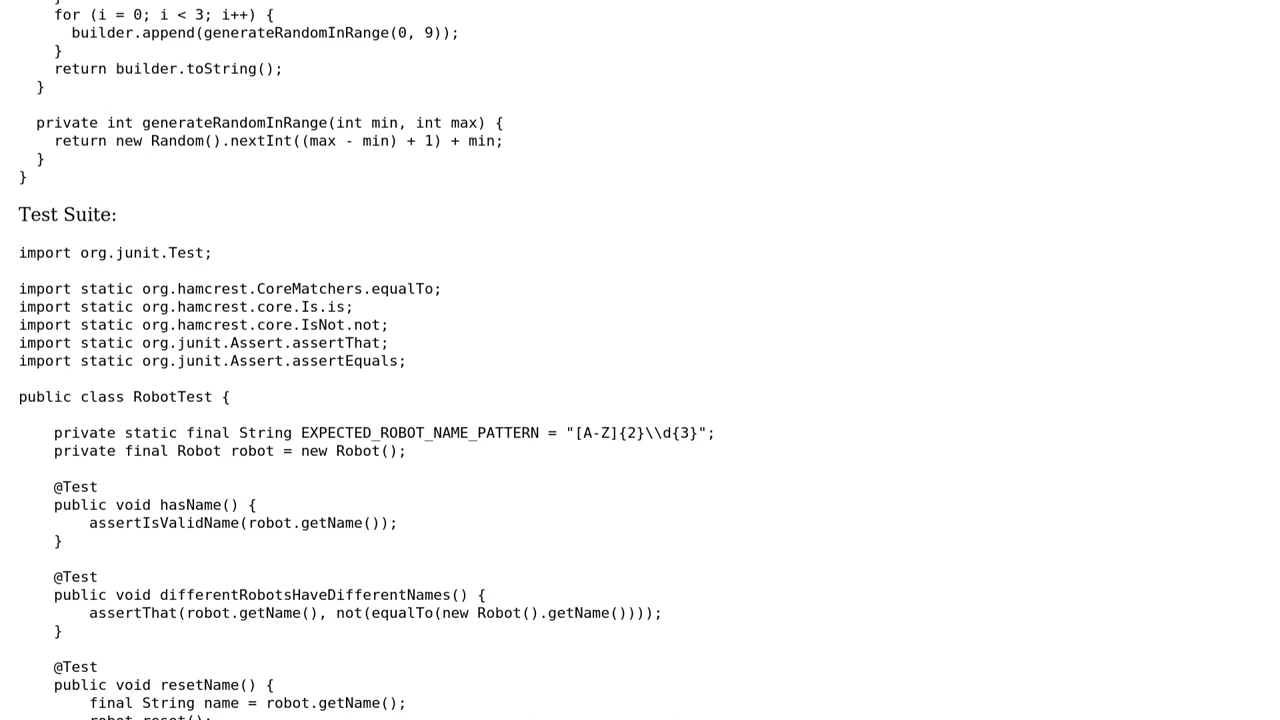 }
    for (i = 0; i < 3; i++) {
      builder.append(generateRandomInRange(0, 9));
    }
    return builder.toString();
  }

  private int generateRandomInRange(int min, int max) {
    return new Random().nextInt((max - min) + 1) + min;
  }
}

Test Suite:

import org.junit.Test;

import static org.hamcrest.CoreMatchers.equalTo;
import static org.hamcrest.core.Is.is;
import static org.hamcrest.core.IsNot.not;
import static org.junit.Assert.assertThat;
import static org.junit.Assert.assertEquals;

public class RobotTest {

    private static final String EXPECTED_ROBOT_NAME_PATTERN = "[A-Z]{2}\\d{3}";
    private final Robot robot = new Robot();

    @Test
    public void hasName() {
        assertIsValidName(robot.getName());
    }

    @Test
    public void differentRobotsHaveDifferentNames() {
        assertThat(robot.getName(), not(equalTo(new Robot().getName())));
    }

    @Test
    public void resetName() {
        final String name = robot.getName();
        robot.reset();